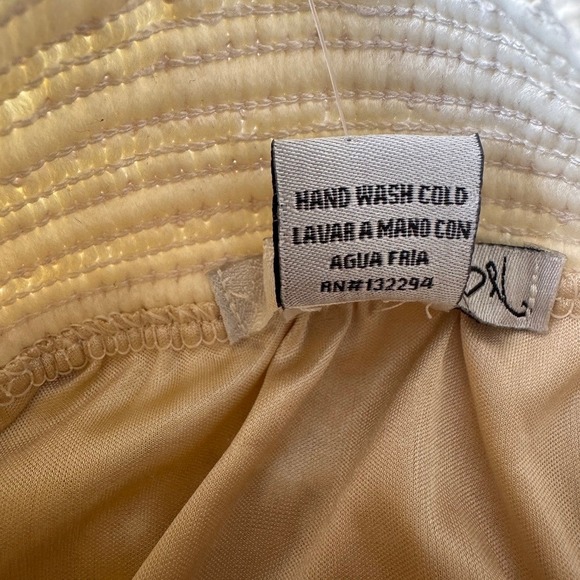 HAND WASH COLD
LAVAR A MANO CON
AGUA FRIA
RN#132294